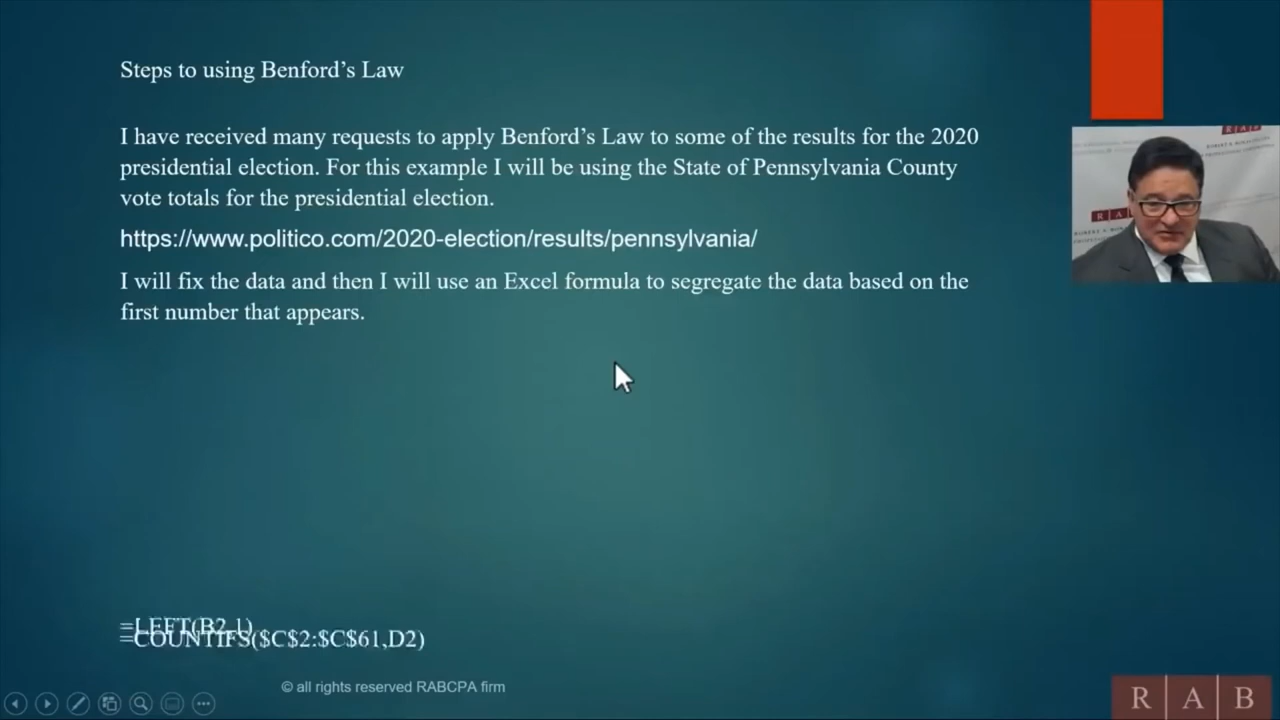 Steps to using Benford's Law
I have received many requests to apply Benford's Law to some of the results for the 2020
presidential election. For this example I will be using the State of Pennsylvania County
vote totals for the presidential election.
https://www.politico.com/2020-election/results/pennsylvania/
I will fix the data and then I will use an Excel formula to segregate the data based on the
first number that appears.
=LEFT(B2,1)
=COUNTIFS($C$2:$C$61,D2)
© all rights reserved RABCPA firm
R A B
R A B
R A